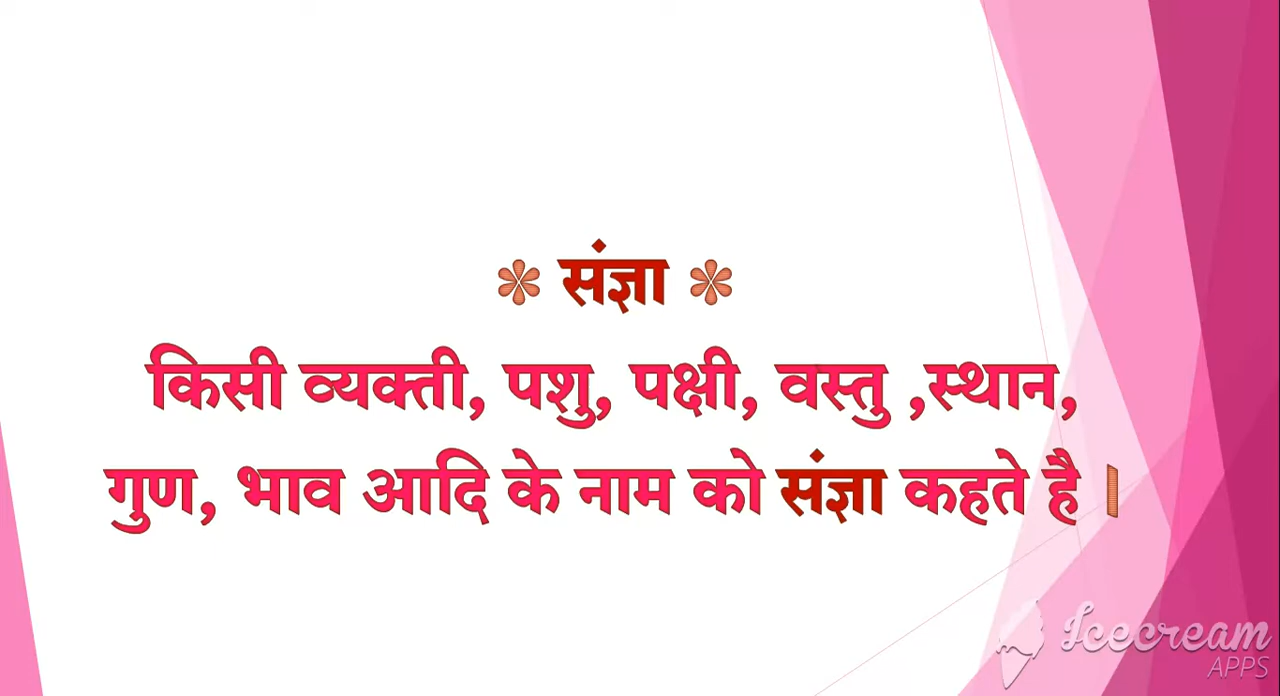 ✽ संज्ञा ✽
किसी व्यक्ती, पशु, पक्षी, वस्तु ,स्थान,
गुण, भाव आदि के नाम को संज्ञा कहते है ।
Icecream
APPS